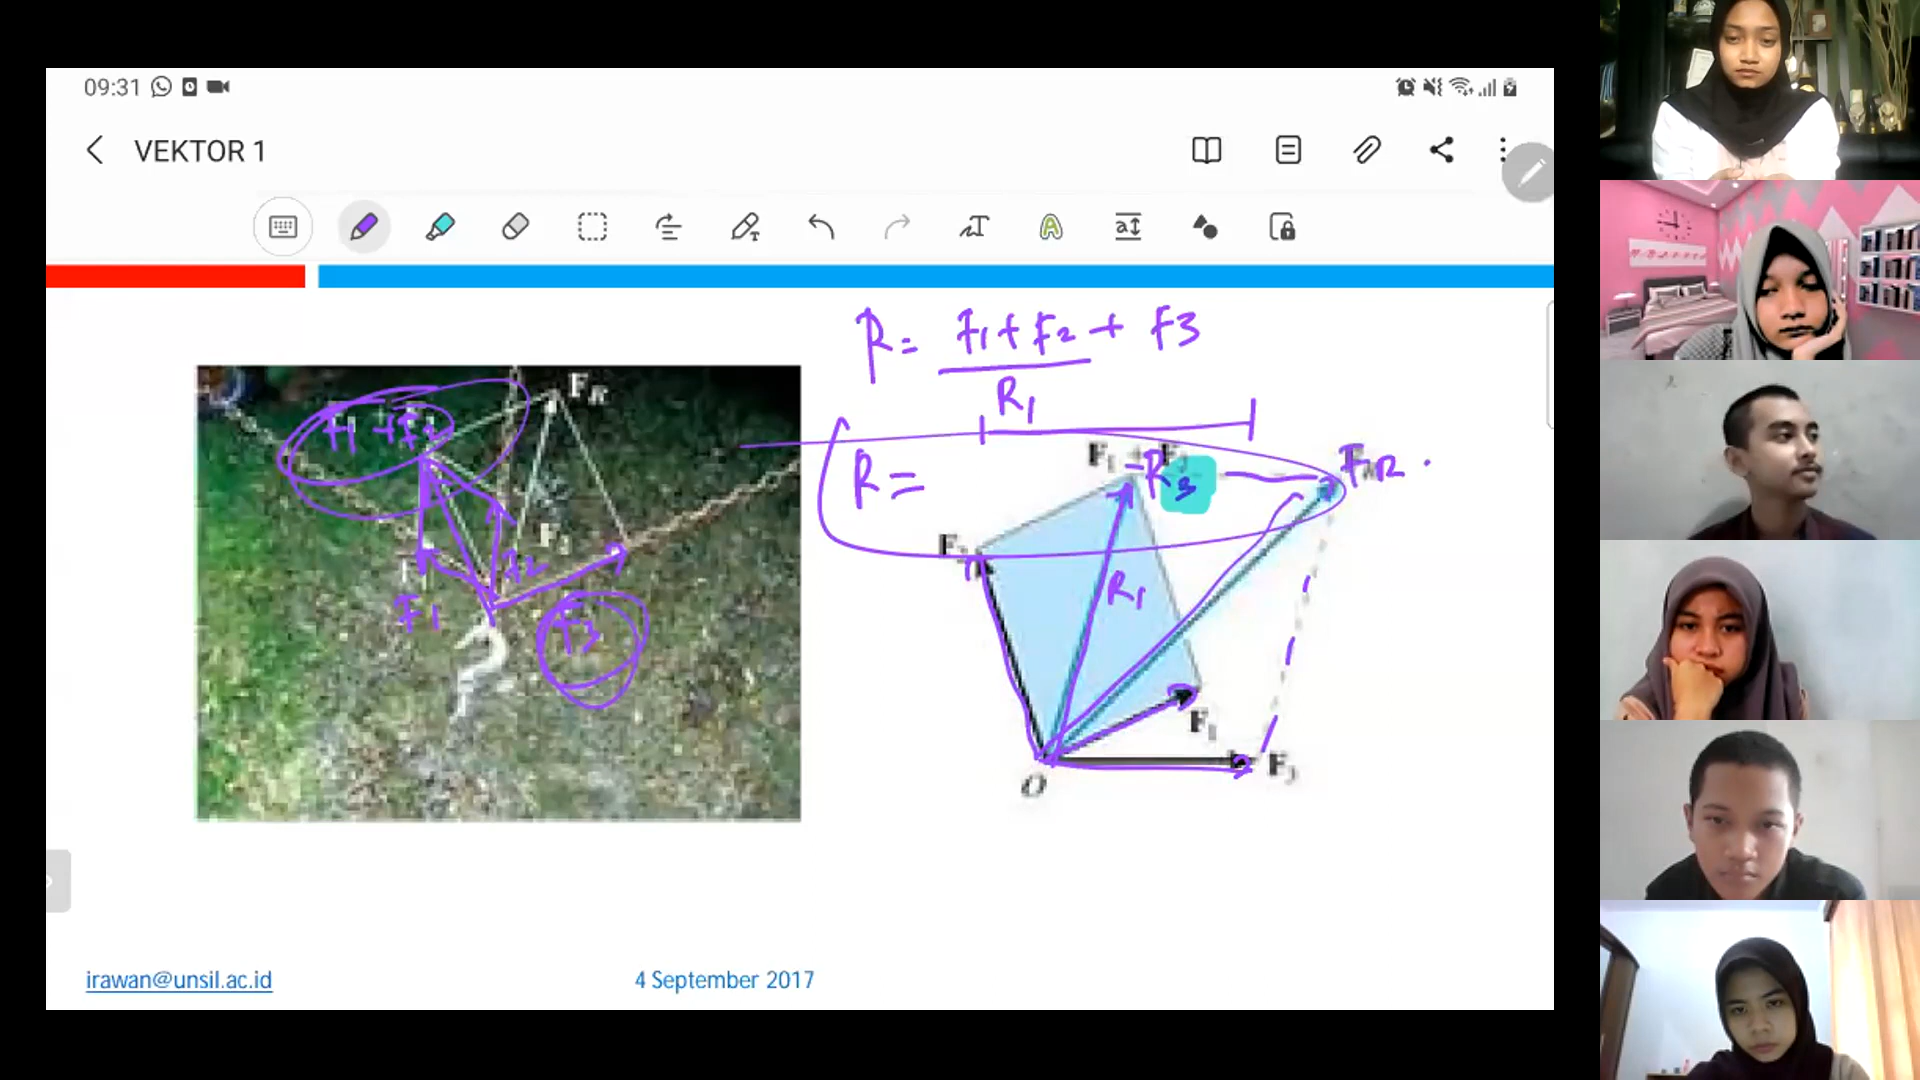 09:31
VEKTOR 1
R = F1 + F2 + F3
R1
FR
F1 + F2
R =
R3
FR
F2
F2
R1
F1
F3
F1
F3
O
irawan@unsil.ac.id
4 September 2017